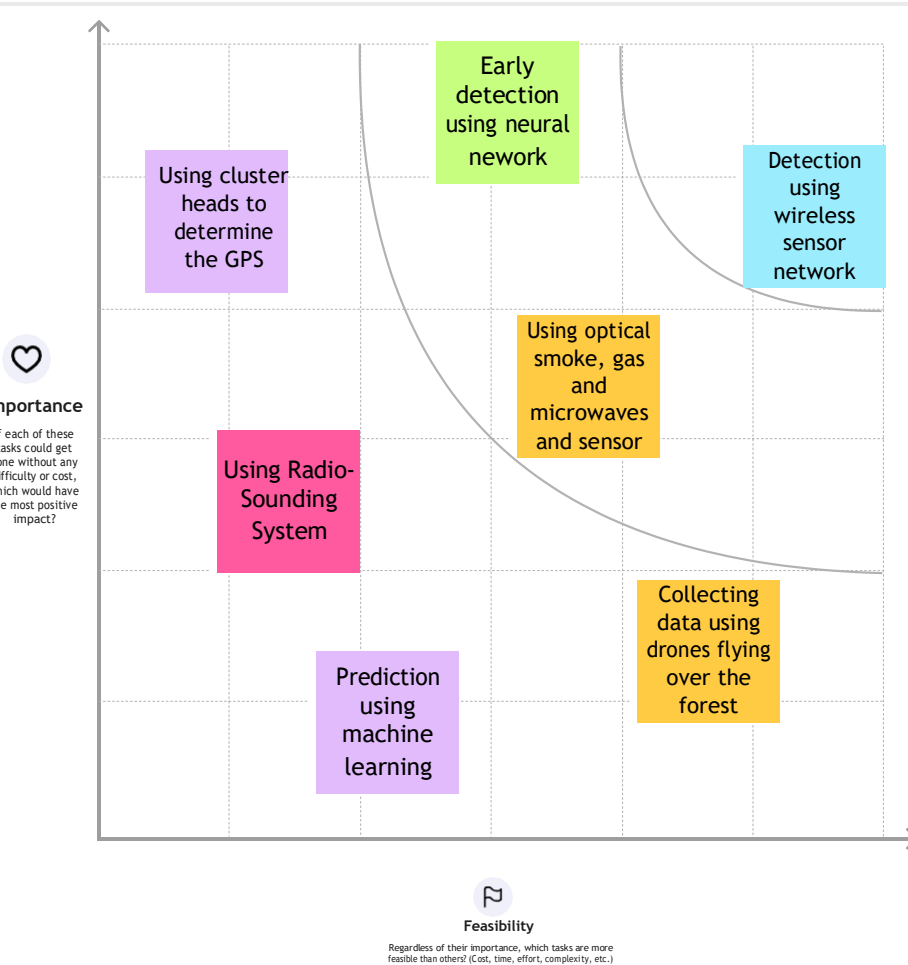 Early
detection
using neural
nework
Detection
using
wireless
sensor
network
Using cluster
heads to
determine
the GPS
Using optical
smoke, gas
and
microwaves
and sensor
mportance
f each of these
asks could get
one without any
fficulty or cost,
hich would have
e most positive
impact?
Using Radio-
Sounding
System
Collecting
data using
drones flying
over the
forest
Prediction
using
machine
learning
Feasibility
Regardless of their importance, which tasks are more
feasible than others? (Cost, time, effort, complexity, etc.)